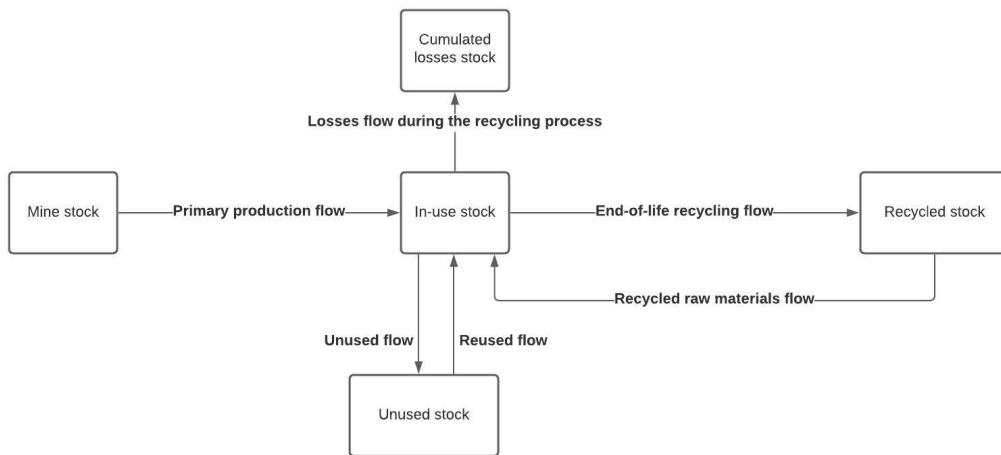 Cumulated
losses stock
Losses flow during the recycling process
Mine stock
Primary production flow
In-use stock
End-of-life recycling flow
Recycled stock
Recycled raw materials flow
Unused flow
Reused flow
Unused stock